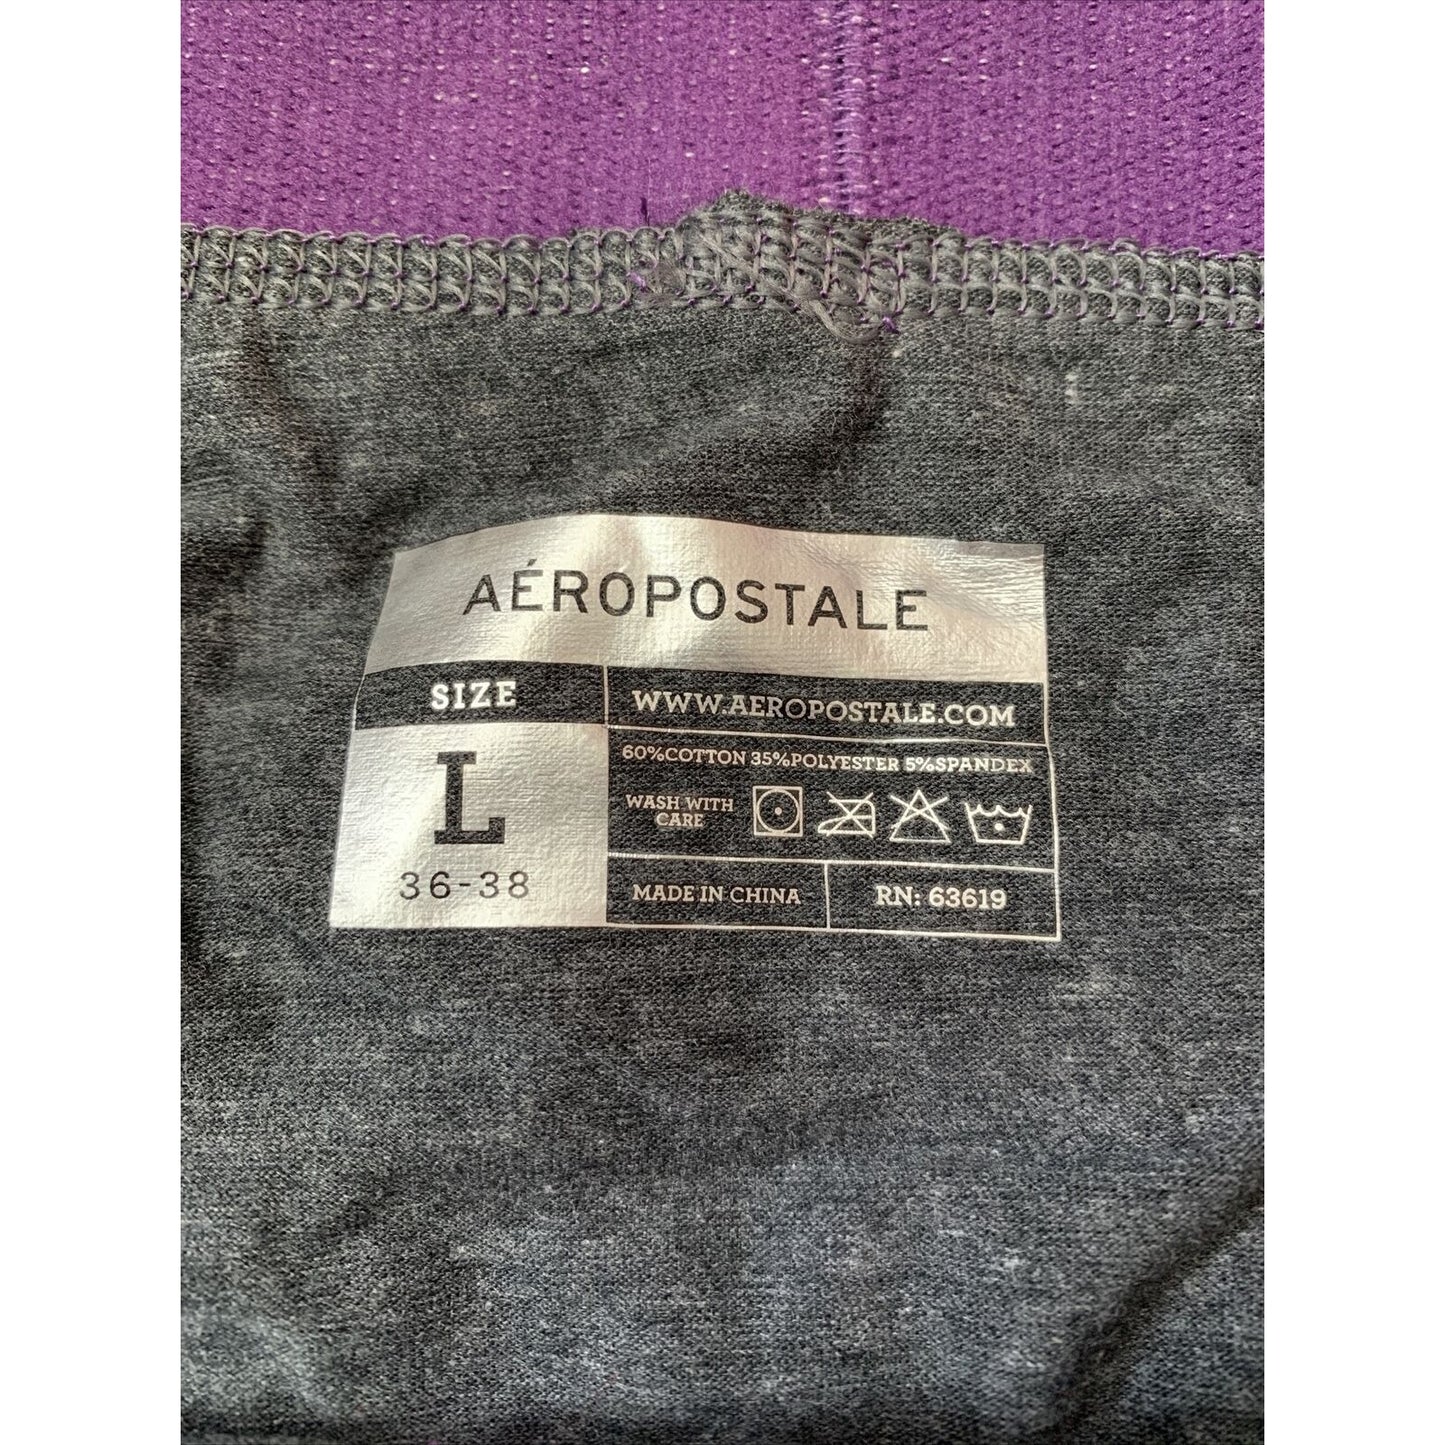 AÉROPOSTALE
SIZE
L
36-38
WWW.AEROPOSTALE.COM
60%COTTON 35%POLYESTER 5%SPANDEX
WASH WITH
CARE
MADE IN CHINA
RN: 63619